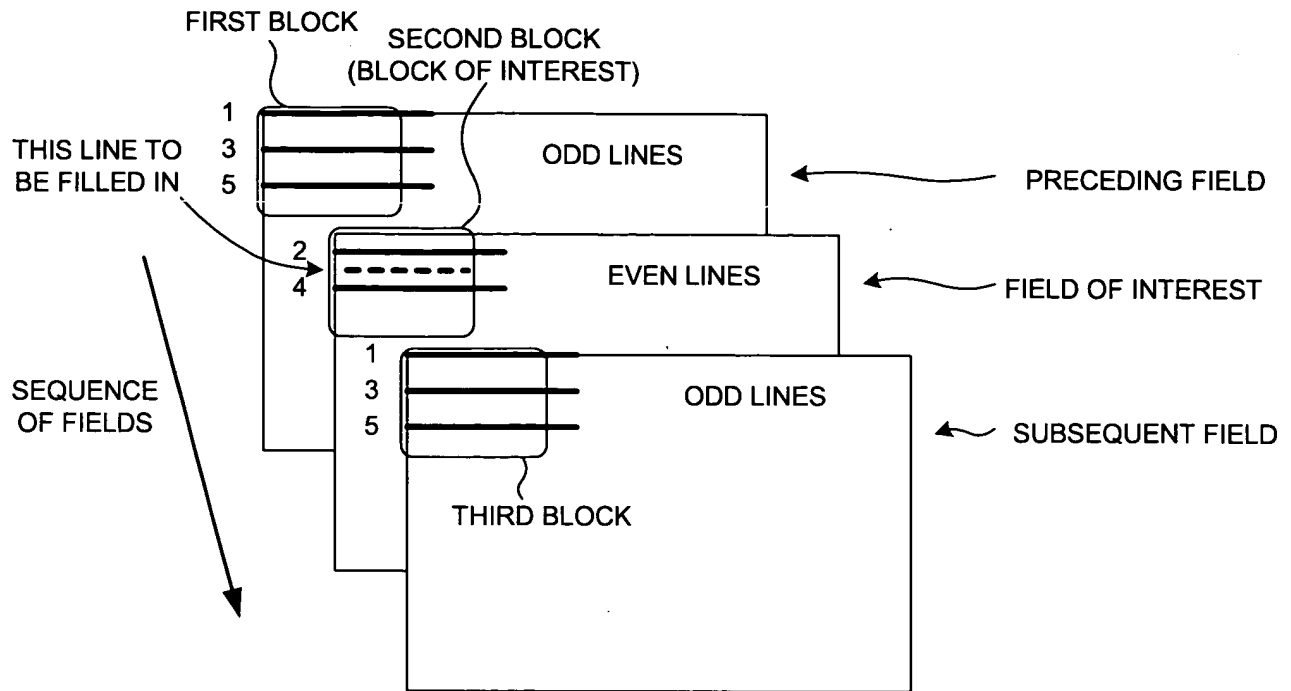 FIRST BLOCK
SECOND BLOCK
(BLOCK OF INTEREST)
1
3
5
ODD LINES
THIS LINE TO
BE FILLED IN
PRECEDING FIELD
2
4
EVEN LINES
FIELD OF INTEREST
1
3
5
ODD LINES
SEQUENCE
OF FIELDS
SUBSEQUENT FIELD
THIRD BLOCK